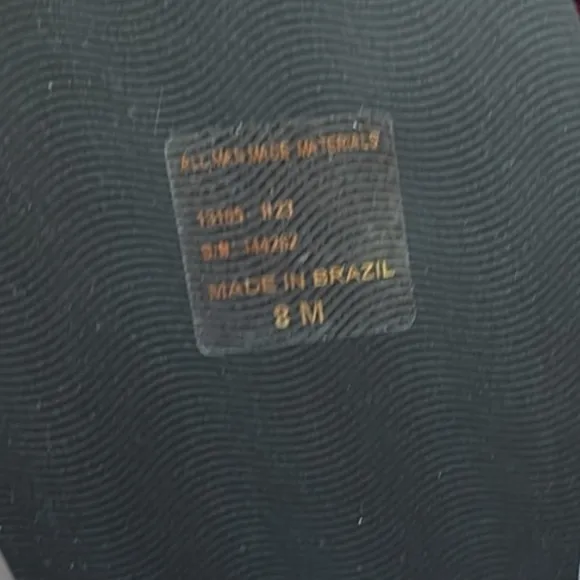 ALL MAN MADE MATERIALS
S/N 144262
MADE IN BRAZIL
8 M